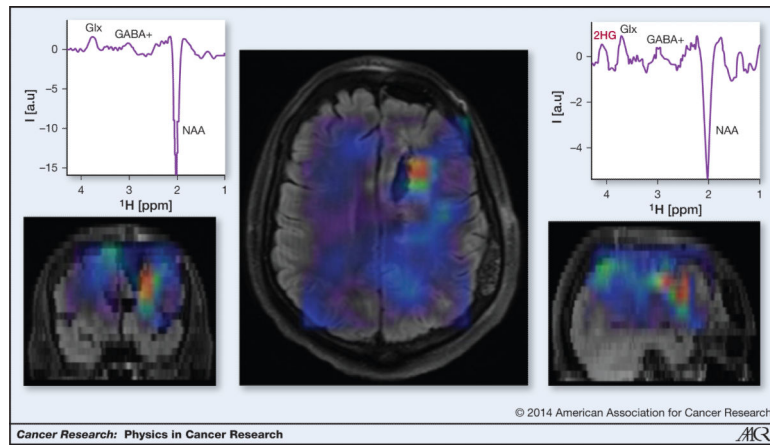 Glx
GABA+
0
-5
-10
-15
I [a.u]
NAA
4 3 2 1
¹H [ppm]
2HG Glx
GABA+
0
-2
-4
I [a.u]
NAA
4 3 2 1
¹H [ppm]
© 2014 American Association for Cancer Research
Cancer Research: Physics in Cancer Research
AACR